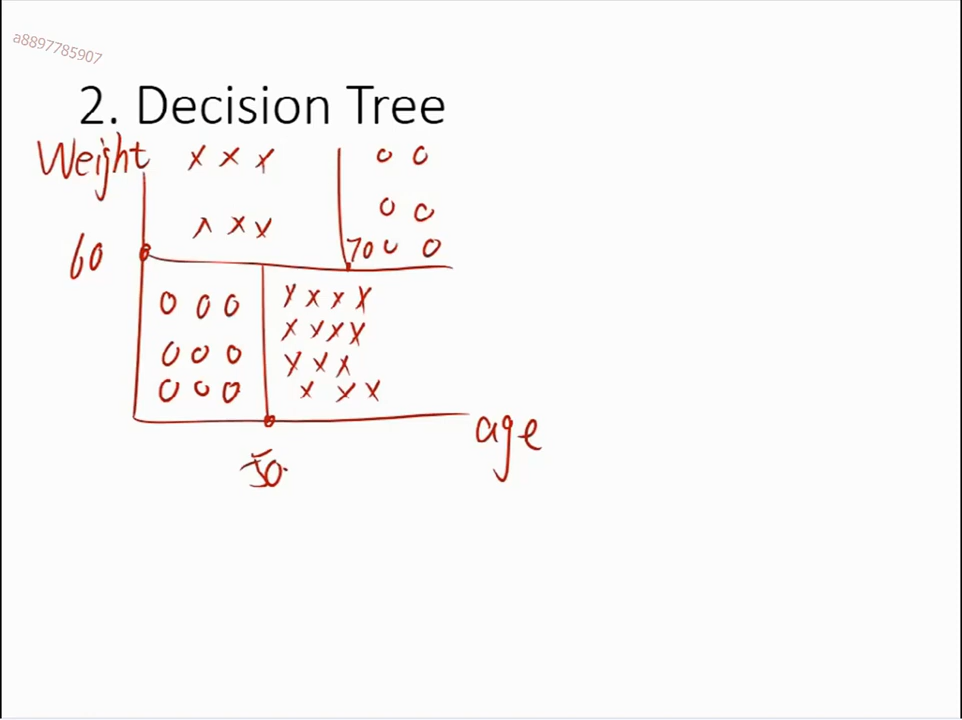 a8897785907
2. Decision Tree
Weight
x x x
o o
x x x
o o
60
70 o o
o o o
x x x x
x x x x
o o o
x x x
o o o
x x x
age
50